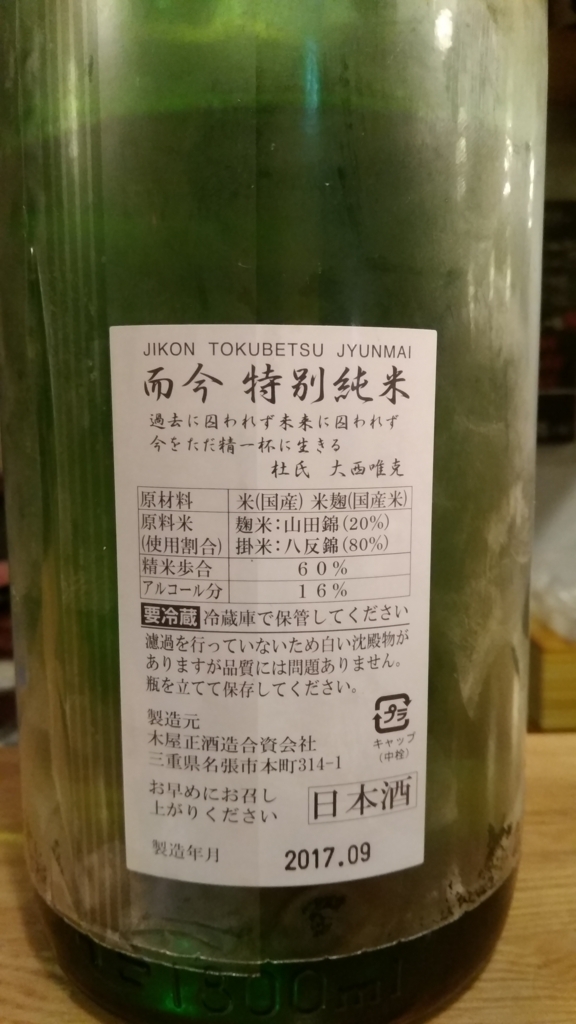 JIKON TOKUBETSU JYUNMAI
而今 特別純米
過去に囚われず未来に囚われず
今をただ精一杯に生きる
杜氏 大西唯克
原材料 米(国産) 米麹(国産米)
原料米 麹米:山田錦(20%)
(使用割合) 掛米:八反錦(80%)
精米歩合 60%
アルコール分 16%
要冷蔵 冷蔵庫で保管してください
濾過を行っていないため白い沈殿物が
ありますが品質には問題ありません。
瓶を立てて保存してください。
プラ
キャップ
(中栓)
製造元
木屋正酒造合資会社
三重県名張市本町314-1
お早めにお召し
上がりください
日本酒
製造年月 2017.09
1800ml